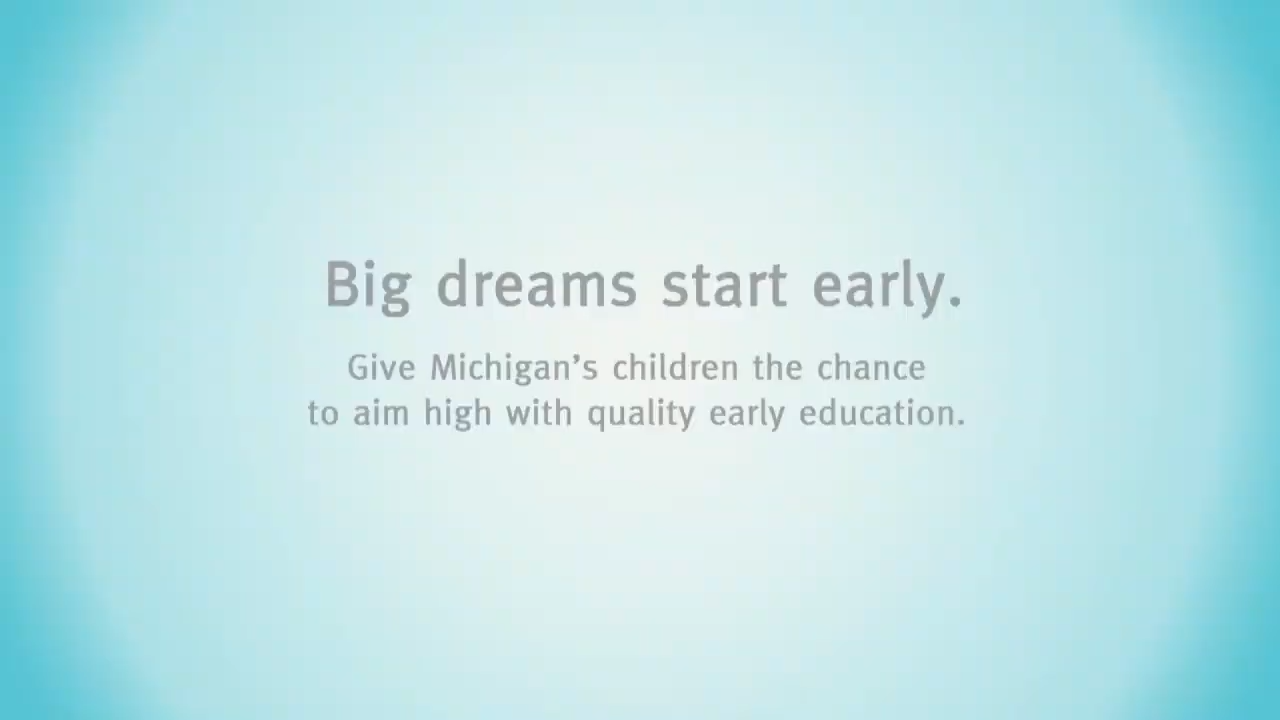 Big dreams start early.
Give Michigan’s children the chance
to aim high with quality early education.